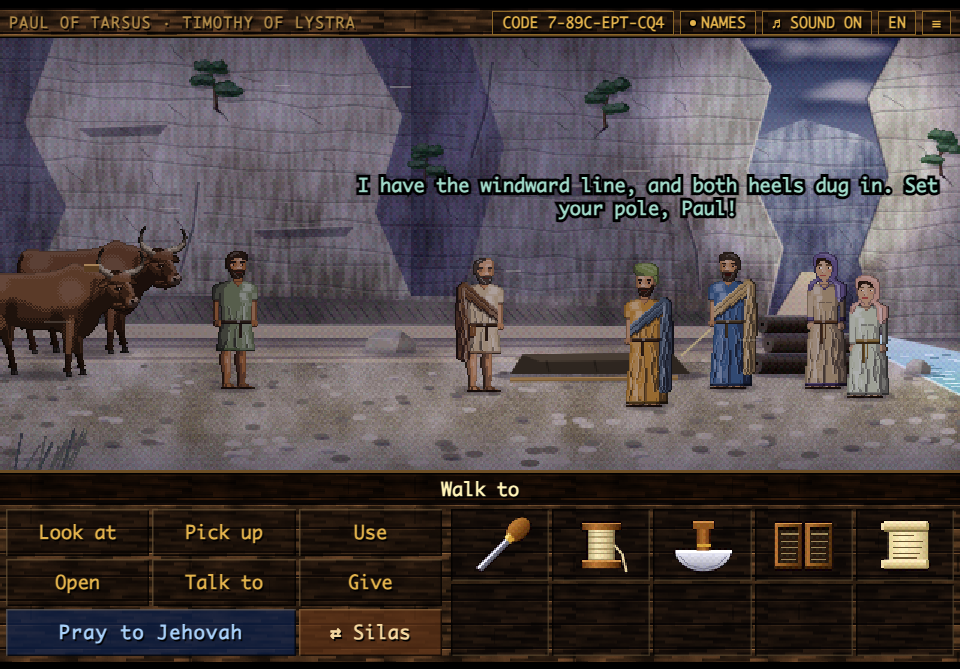 PAUL OF TARSUS · TIMOTHY OF LYSTRA
CODE 7-89C-EPT-CQ4
● NAMES
♬ SOUND ON
EN
≡
I have the windward line, and both heels dug in. Set
your pole, Paul!
Walk to
Look at
Pick up
Use
Open
Talk to
Give
Pray to Jehovah
⇄ Silas